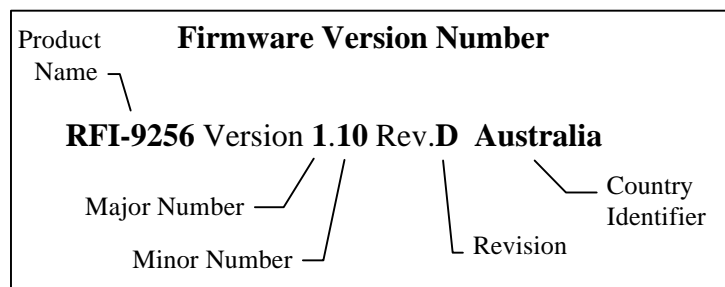 Firmware Version Number
Product
Name
RFI-9256 Version 1.10 Rev.D Australia
Major Number
Country
Identifier
Minor Number
Revision